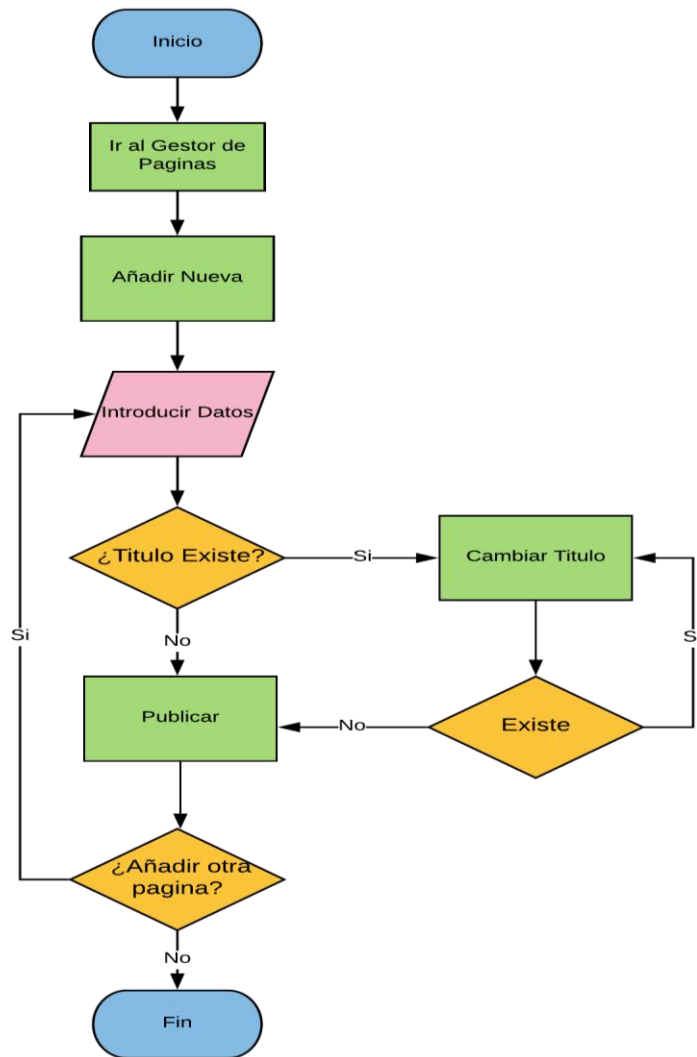 Inicio
Ir al Gestor de
Paginas
Añadir Nueva
Introducir Datos
¿Titulo Existe?
Si
Cambiar Titulo
Si
No
S
Publicar
No
Existe
¿Añadir otra
pagina?
No
Fin